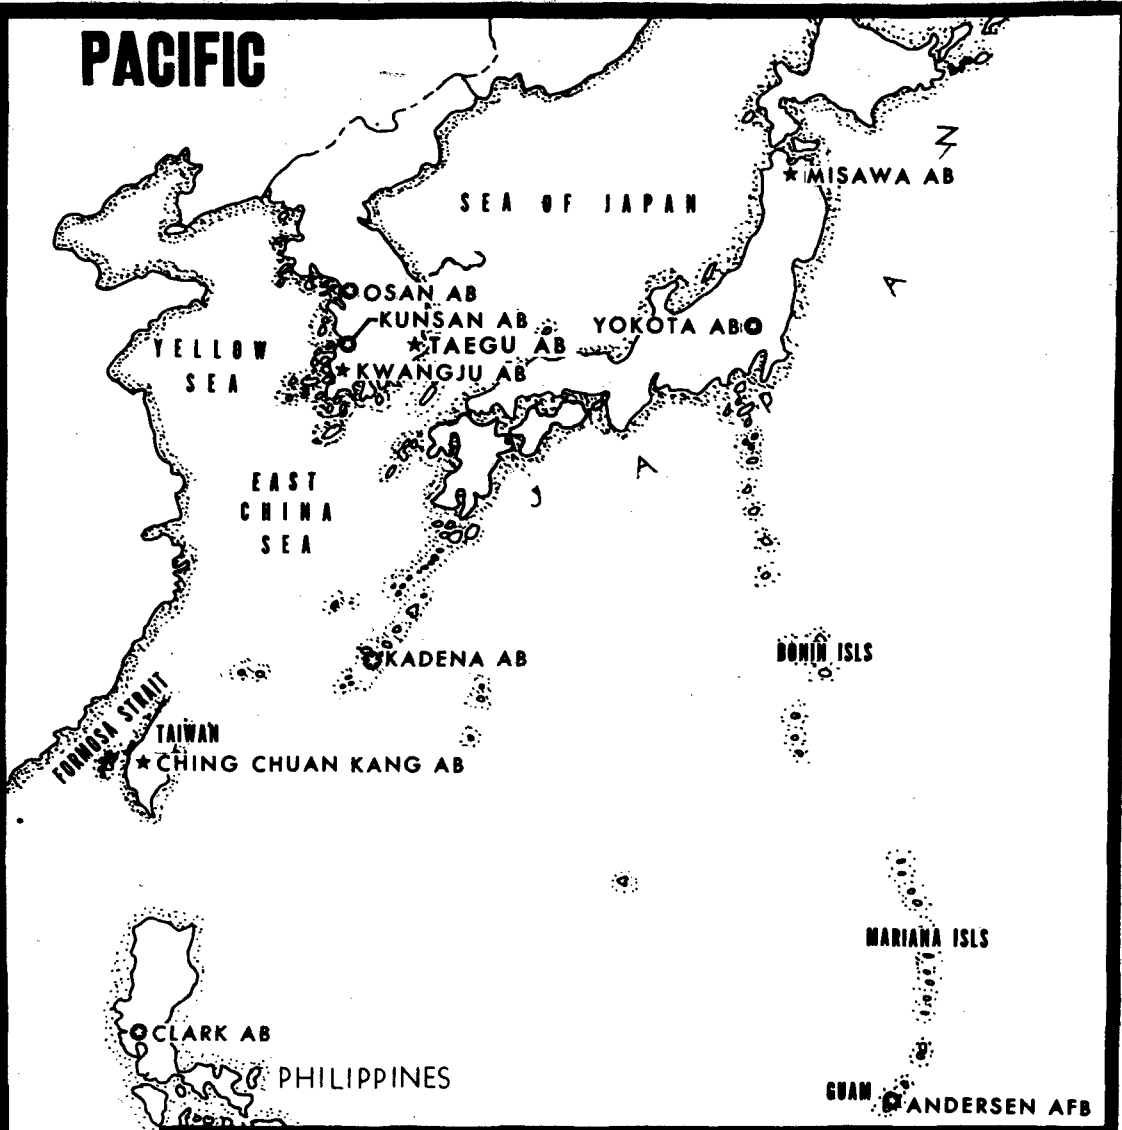 PACIFIC
MISAWA AB
SEA OF JAPAN
OSAN AB
KUNSAN AB
YOKOTA AB
TAEGU AB
KWANGJU AB
YELLOW
SEA
J A P A N
EAST
CHINA
SEA
KADENA AB
BONIN ISLS
FORMOSA STRAIT
TAIWAN
CHING CHUAN KANG AB
MARIANA ISLS
CLARK AB
PHILIPPINES
GUAM
ANDERSEN AFB